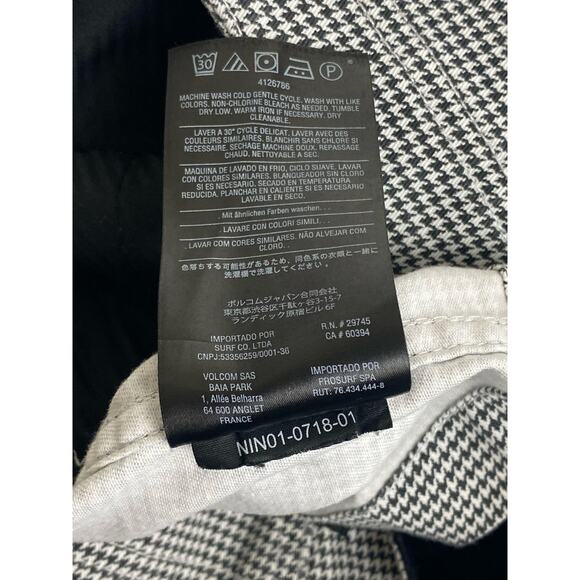 30
P
4126786
MACHINE WASH COLD GENTLE CYCLE. WASH WITH LIKE
COLORS. NON-CHLORINE BLEACH AS NEEDED. TUMBLE
DRY LOW. WARM IRON IF NECESSARY. DRY
CLEANABLE.
LAVER A 30° CYCLE DELICAT. LAVER AVEC DES
COULEURS SIMILAIRES. BLANCHIR SANS CHLORE SI
NECESSAIRE. SECHAGE MACHINE DOUX. REPASSAGE
CHAUD. NETTOYAGE A SEC.
MAQUINA DE LAVADO EN FRIO, CICLO SUAVE. LAVAR
CON COLORES SIMILARES. BLANQUEADOR SIN CLORO
SI ES NECESARIO. SECADO EN TEMPERATURA
REDUCIDA. PLANCHAR EN CALIENTE SI ES NECESARIO
LAVABLE EN SECO.
. . Mit ähnlichen Farben waschen. . .
. . LAVARE CON COLORI SIMILI. . .
. . LAVAR COM CORES SIMILARES. NÃO ALVEJAR COM
CLORO. .
色落ちする可能性があるため、同色系の衣類と一緒に
洗濯機で洗濯してください。
ボルコムジャパン合同会社
東京都渋谷区千駄ヶ谷3-15-7
ランディック原宿ビル 6F
IMPORTADO POR
SURF CO. LTDA
CNPJ:53356259/0001-36
R.N. # 29745
CA # 60394
VOLCOM SAS
BAIA PARK
1, Allée Belharra
64 600 ANGLET
FRANCE
IMPORTADO POR
PROSURF SPA
RUT: 76.434.444-8
NIN01-0718-01